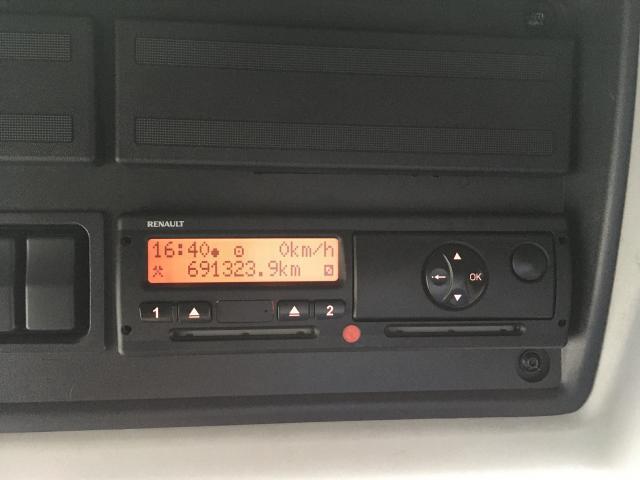 RENAULT
16:40 0km/h
691323.9km
1 2
OK